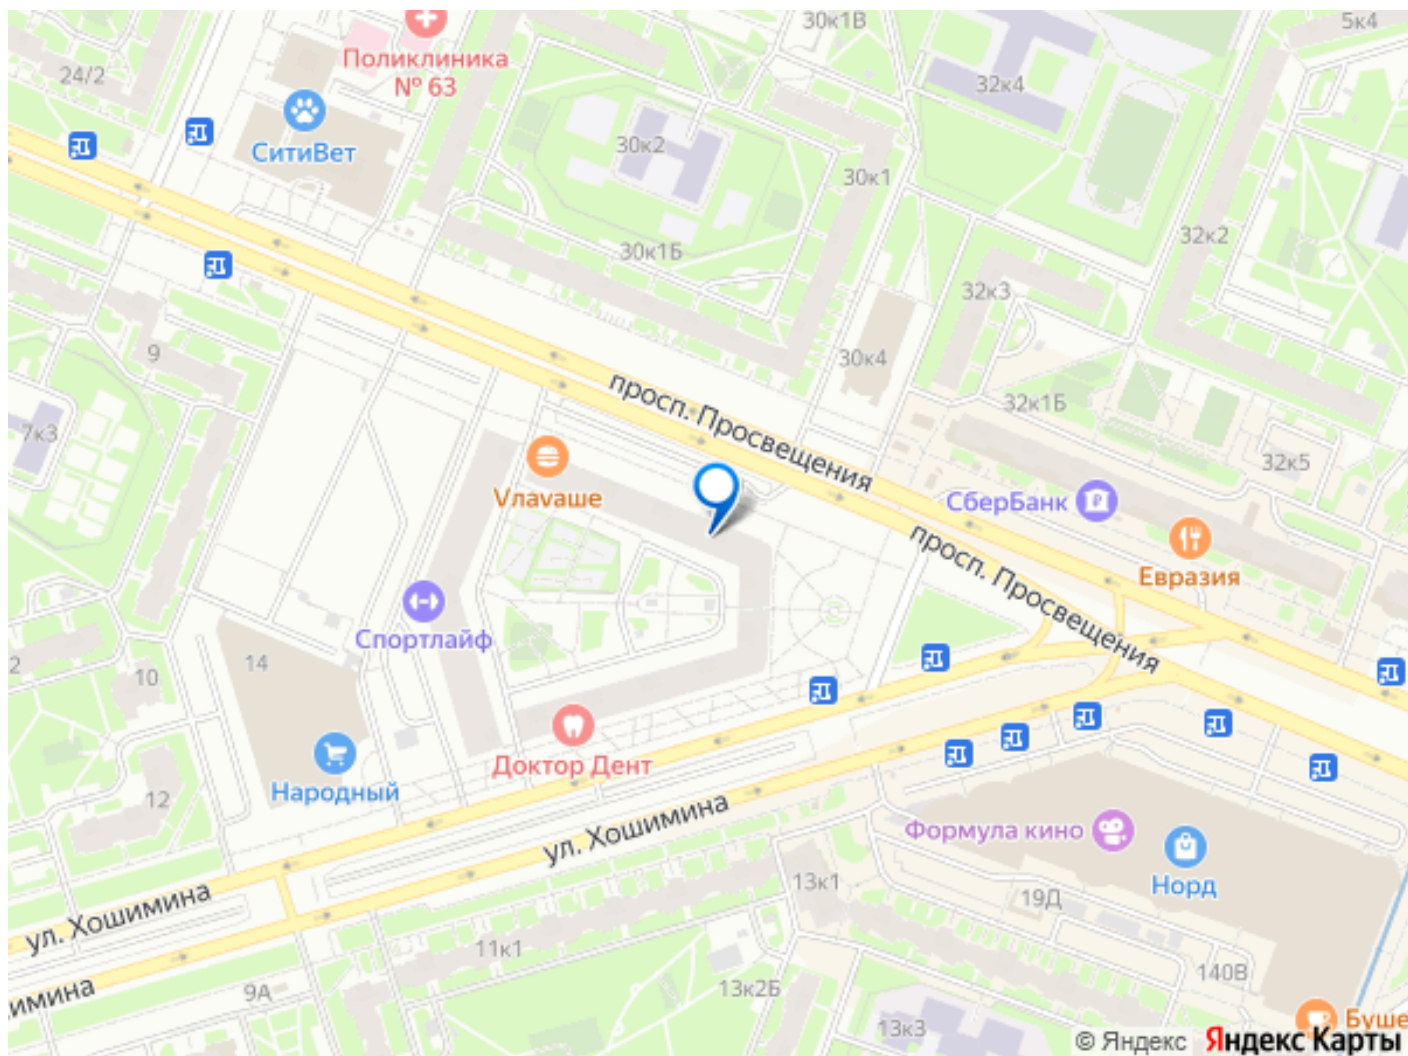 30к1В
5к4
Поликлиника
№ 63
24/2
32к4
СитиВет
30к2
30к1
32к2
30к1Б
32к3
9
30к4
просп. Просвещения
32к1Б
7к3
32к5
Vлаvаше
СберБанк
просп. Просвещения
Евразия
Спортлайф
14
2
10
Доктор Дент
Народный
12
ул. Хошимина
Формула кино
Норд
13к1
19Д
ул. Хошимина
11к1
140В
9А
13к2Б
имина
13к3
Буше
© Яндекс Яндекс Карты